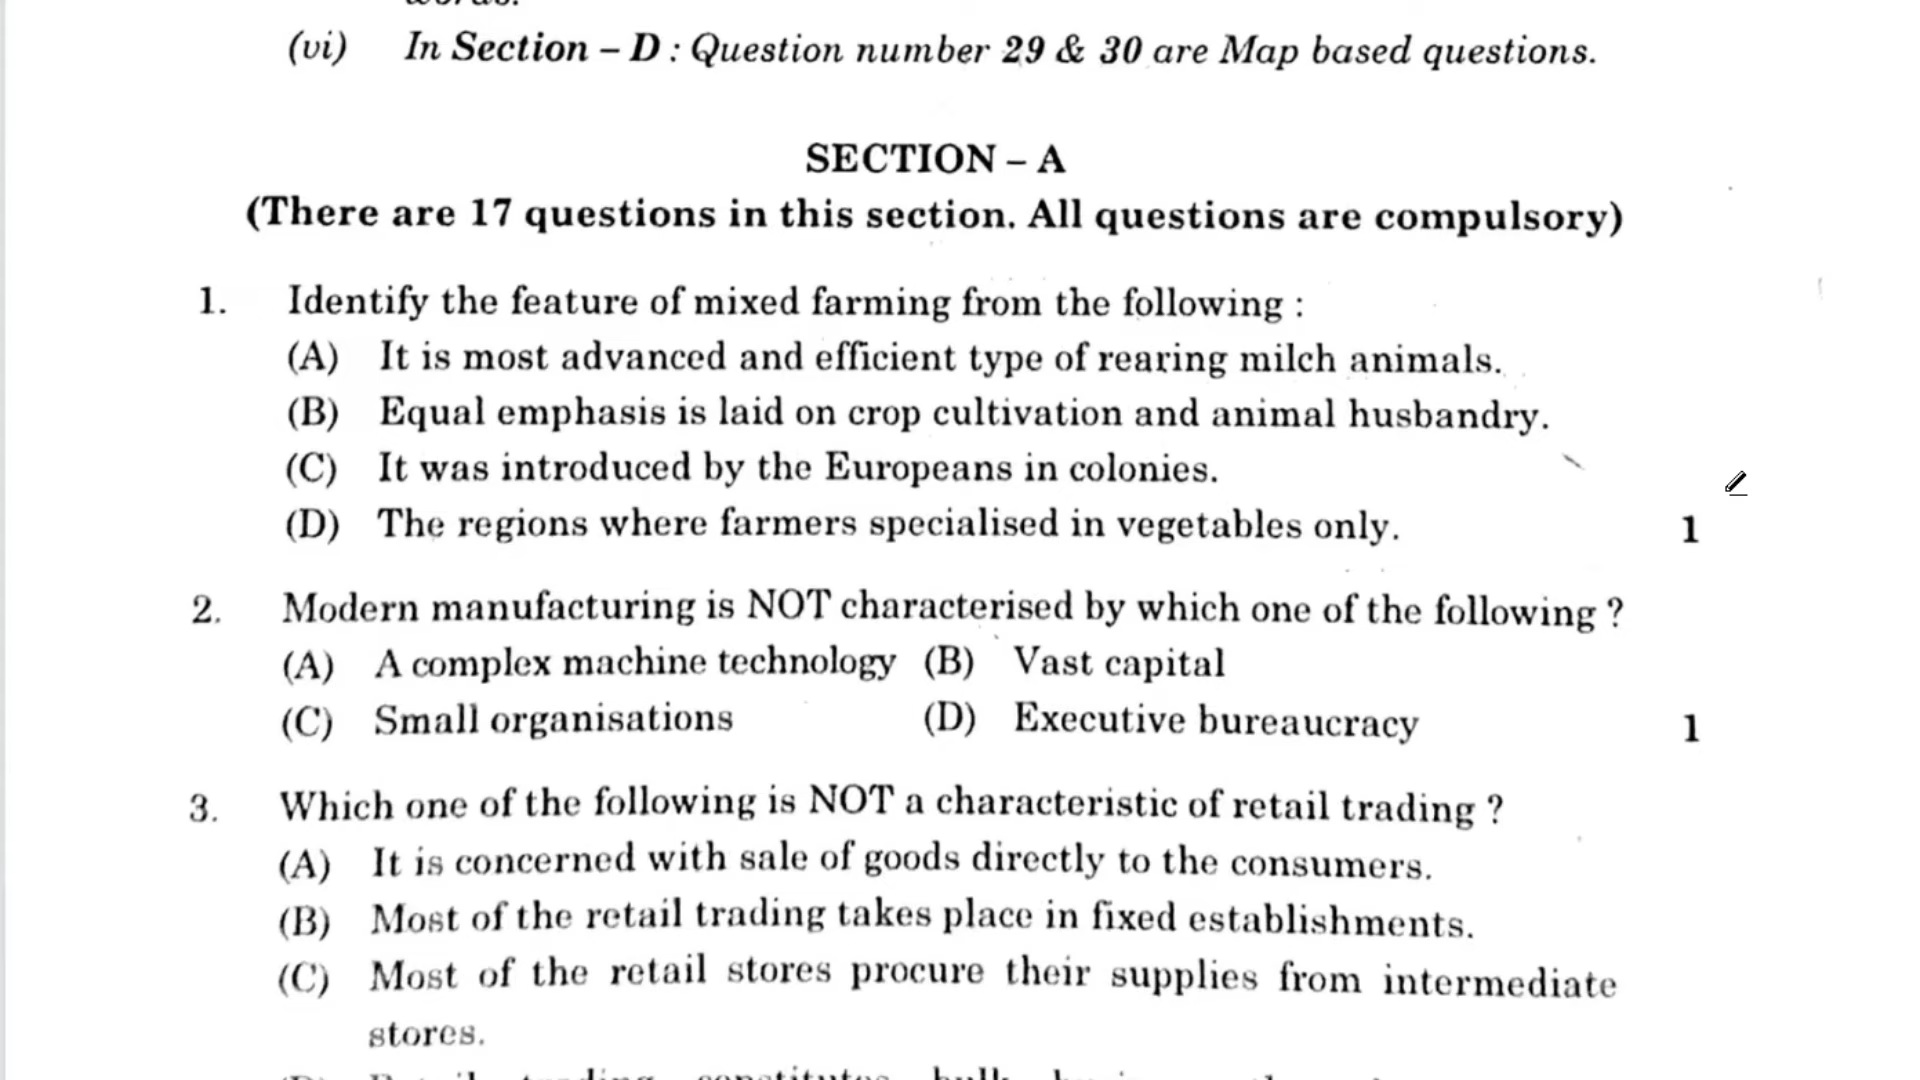 words.
(vi) In Section – D : Question number 29 & 30 are Map based questions.
SECTION – A
(There are 17 questions in this section. All questions are compulsory)
1. Identify the feature of mixed farming from the following :
(A) It is most advanced and efficient type of rearing milch animals.
(B) Equal emphasis is laid on crop cultivation and animal husbandry.
(C) It was introduced by the Europeans in colonies.
(D) The regions where farmers specialised in vegetables only. 1
2. Modern manufacturing is NOT characterised by which one of the following ?
(A) A complex machine technology (B) Vast capital
(C) Small organisations (D) Executive bureaucracy 1
3. Which one of the following is NOT a characteristic of retail trading ?
(A) It is concerned with sale of goods directly to the consumers.
(B) Most of the retail trading takes place in fixed establishments.
(C) Most of the retail stores procure their supplies from intermediate
stores.
trading constitutes bulk